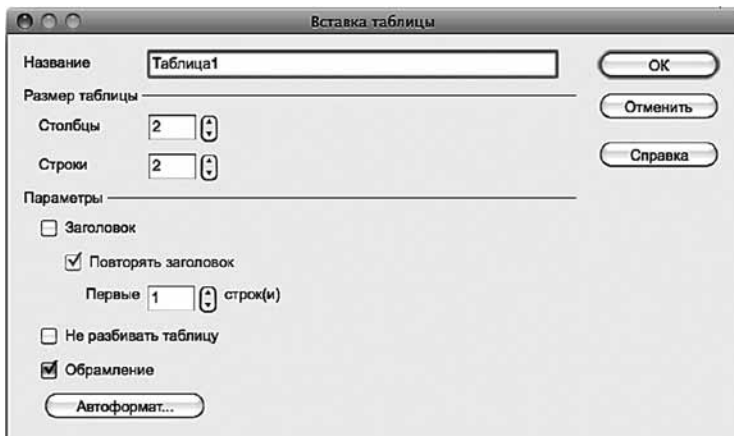 Вставка таблицы
Название Таблица1
OK
Размер таблицы
Отменить
Столбцы 2
Справка
Строки 2
Параметры
Заголовок
Повторять заголовок
Первые 1 строк(и)
Не разбивать таблицу
Обрамление
Автоформат...